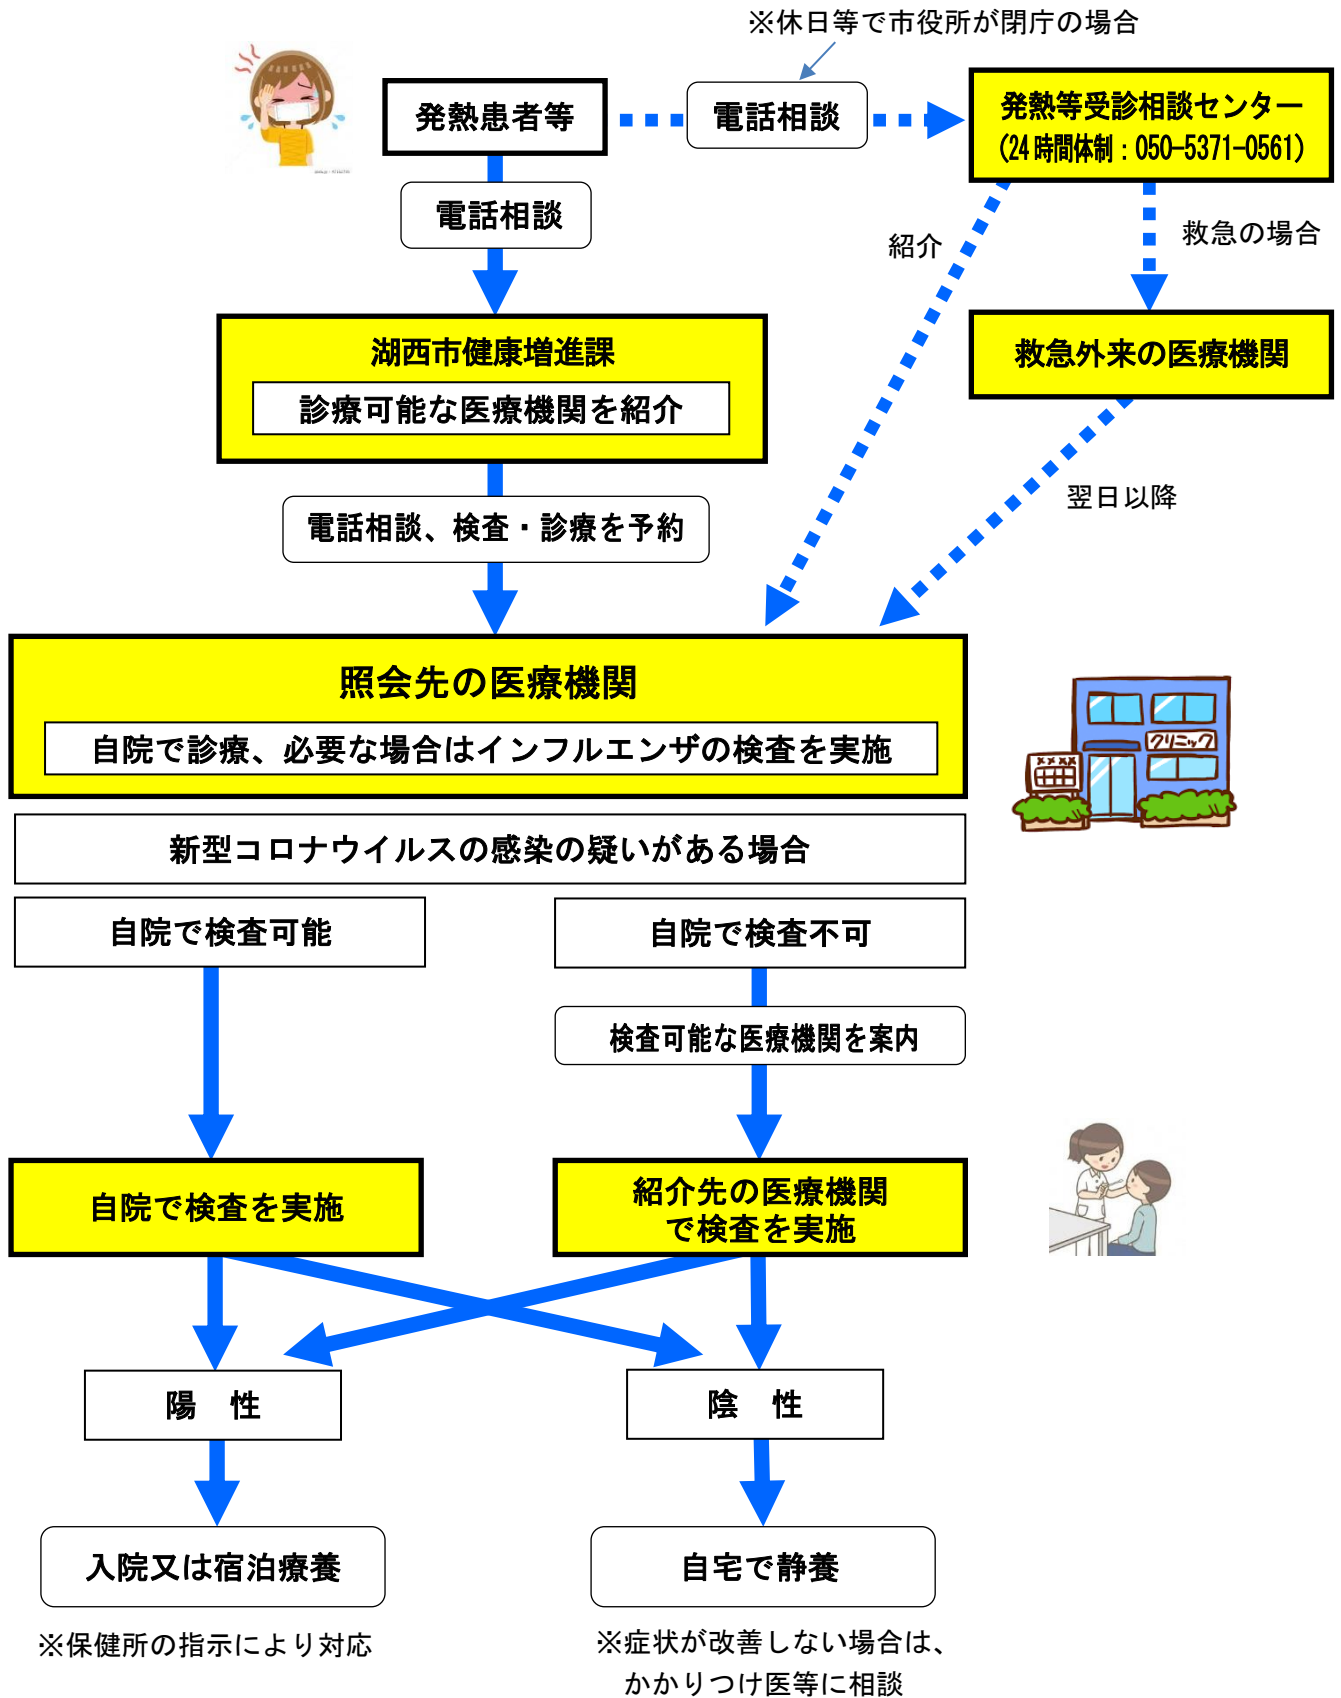 ※休日等で市役所が閉庁の場合
発熱患者等
電話相談
発熱等受診相談センター
（24時間体制：050-5371-0561）
電話相談
紹介
救急の場合
湖西市健康増進課
診療可能な医療機関を紹介
救急外来の医療機関
電話相談、検査・診療を予約
翌日以降
照会先の医療機関
自院で診療、必要な場合はインフルエンザの検査を実施
クリニック
××××
新型コロナウイルスの感染の疑いがある場合
自院で検査可能
自院で検査不可
検査可能な医療機関を案内
自院で検査を実施
紹介先の医療機関
で検査を実施
陽　性
陰　性
入院又は宿泊療養
自宅で静養
※保健所の指示により対応
※症状が改善しない場合は、
かかりつけ医等に相談